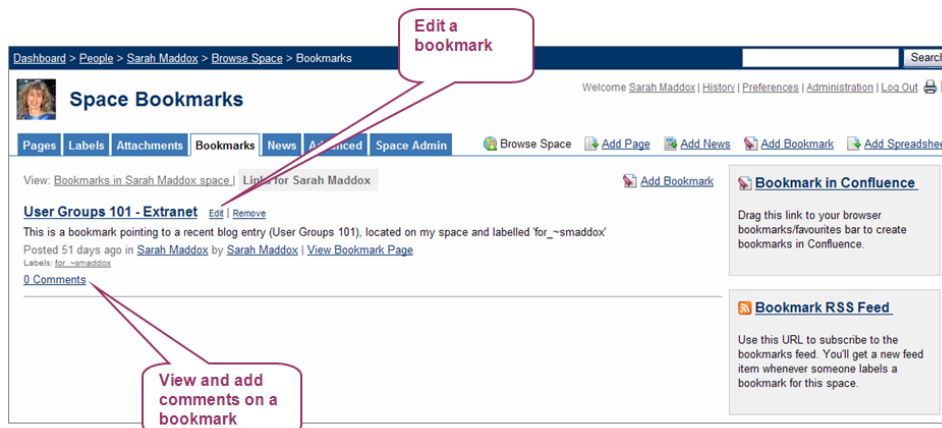 Edit a
bookmark
Dashboard > People > Sarah Maddox > Browse Space > Bookmarks
Search
Space Bookmarks
Welcome Sarah Maddox | History | Preferences | Administration | Log Out
Pages Labels Attachments Bookmarks News Space Admin
Browse Space Add Page Add News Add Bookmark Add Spreadshee
View: Bookmarks in Sarah Maddox space | Links for Sarah Maddox
Add Bookmark
User Groups 101 - Extranet Edit | Remove
This is a bookmark pointing to a recent blog entry (User Groups 101), located on my space and labelled 'for_~smaddox'
Posted 51 days ago in Sarah Maddox by Sarah Maddox | View Bookmark Page
Labels: for_~smaddox
0 Comments
Bookmark in Confluence
Drag this link to your browser
bookmarks/favourites bar to create
bookmarks in Confluence.
Bookmark RSS Feed
Use this URL to subscribe to the
bookmarks feed. You'll get a new feed
item whenever someone labels a
bookmark for this space.
View and add
comments on a
bookmark